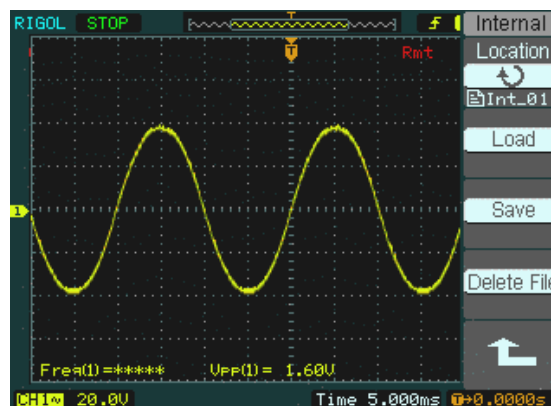 RIGOL STOP
Internal
Location
Int_01
Load
Save
Delete File
T
T
Rmt
1
Freq(1)=***** Vpp(1)= 1.60V
CH1~ 20.0V Time 5.000ms T→0.0000s